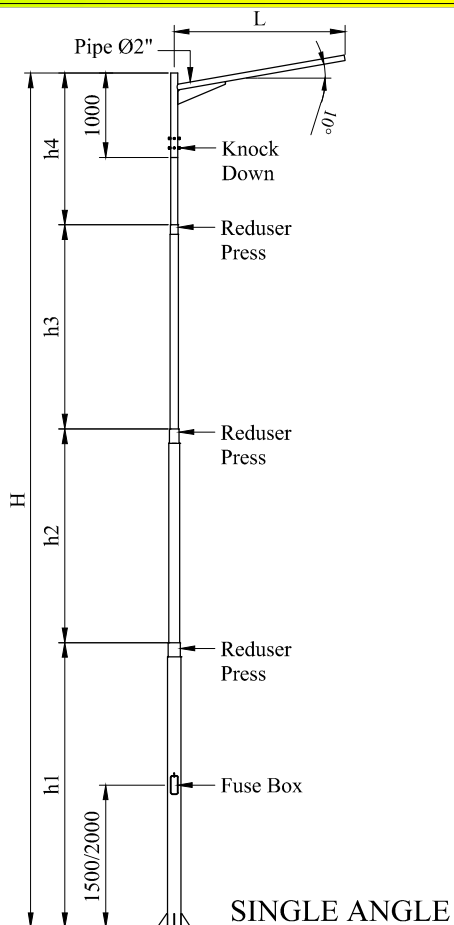 L
Pipe Ø2"
10°
1000
h4
Knock
Down
Reduser
Press
h3
Reduser
Press
H
h2
Reduser
Press
h1
Fuse Box
1500/2000
SINGLE ANGLE